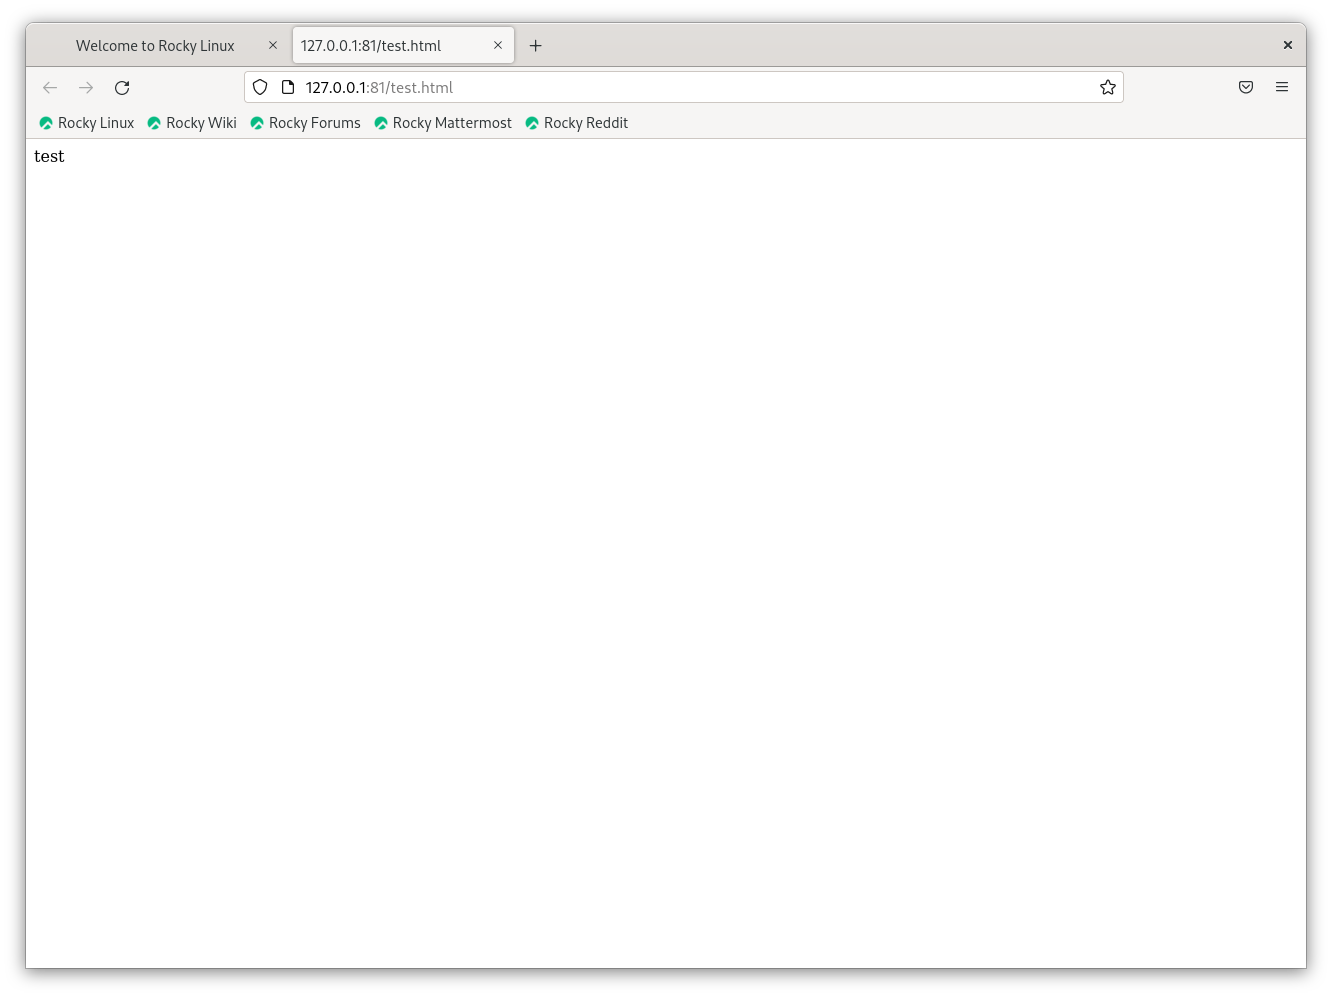 Welcome to Rocky Linux 127.0.0.1:81/test.html
127.0.0.1:81/test.html
Rocky Linux Rocky Wiki Rocky Forums Rocky Mattermost Rocky Reddit
test